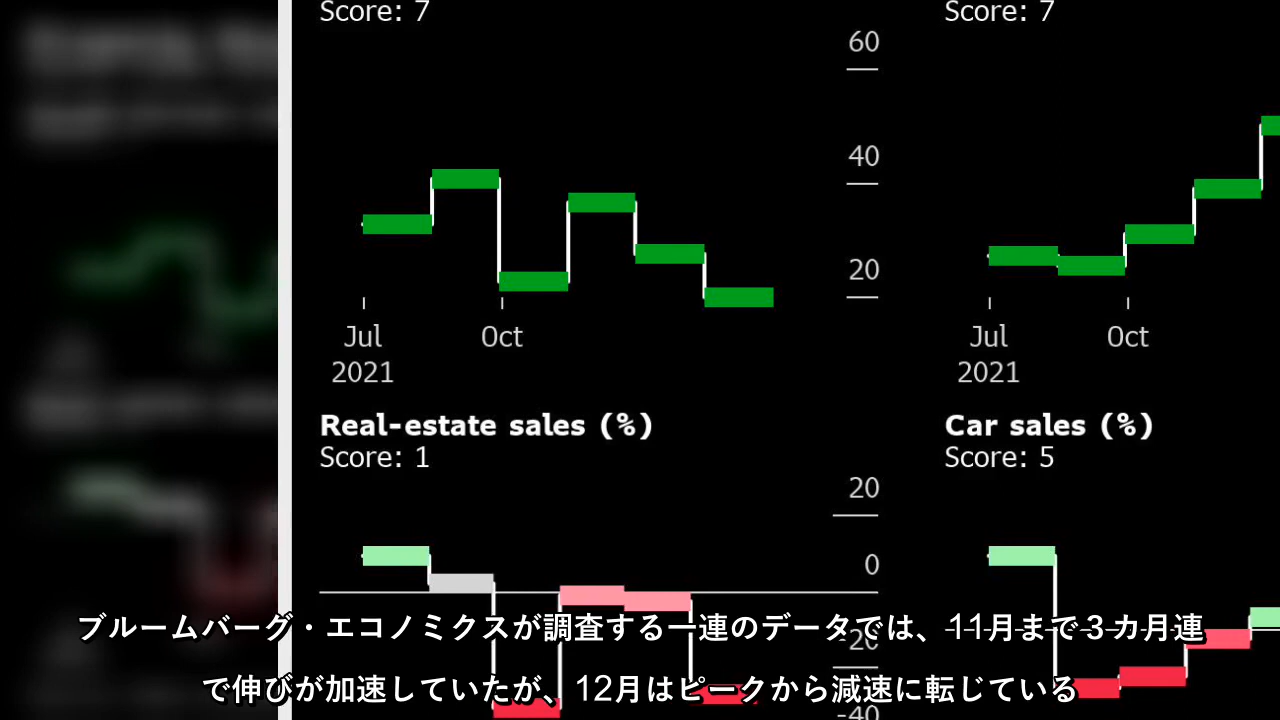 Score: 7
Score: 7
60
40
20
Jul
Oct
2021
Jul
Oct
2021
Real-estate sales (%)
Score: 1
Car sales (%)
Score: 5
20
0
-20
-40
ブルームバーグ・エコノミクスが調査する一連のデータでは、11月まで３カ月連
で伸びが加速していたが、12月はピークから減速に転じている